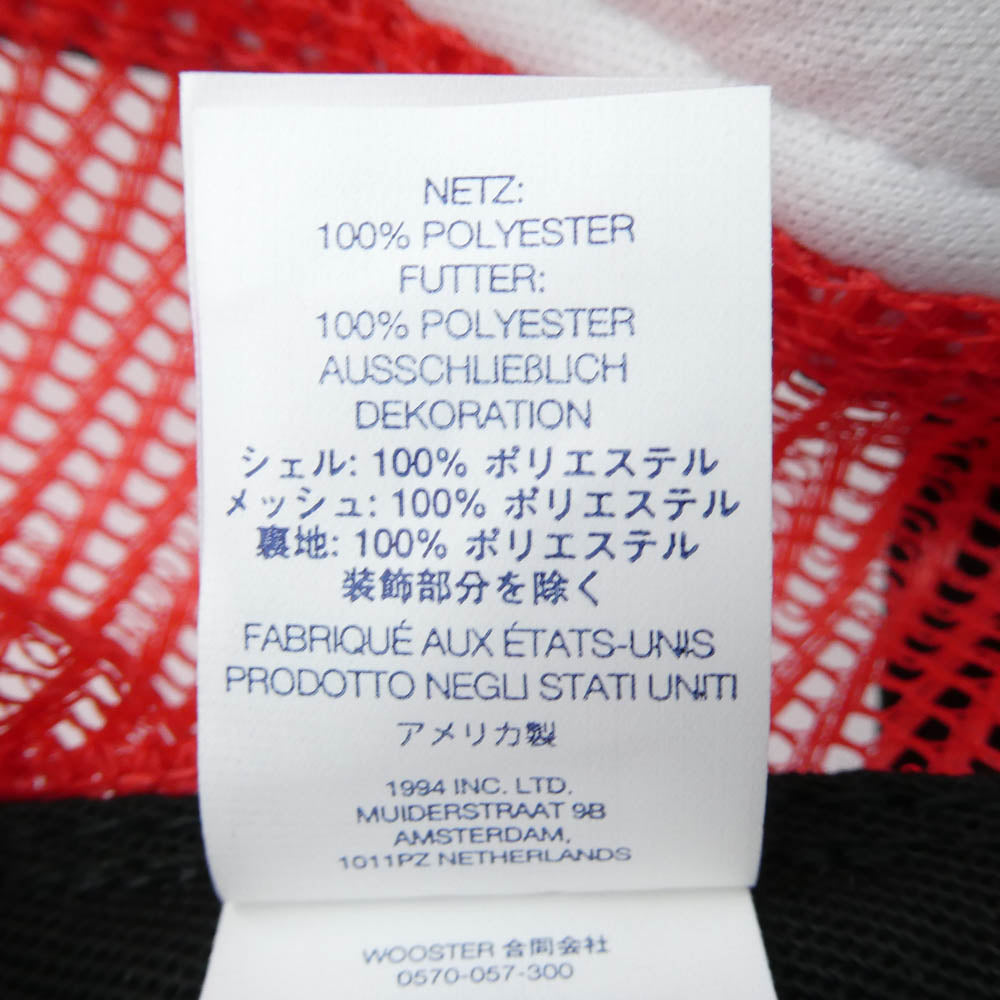 NETZ:
100% POLYESTER
FUTTER:
100% POLYESTER
AUSSCHLIEßLICH
DEKORATION
シェル: 100% ポリエステル
メッシュ: 100% ポリエステル
裏地: 100% ポリエステル
装飾部分を除く
FABRIQUÉ AUX ÉTATS-UNIS
PRODOTTO NEGLI STATI UNITI
アメリカ製
1994 INC. LTD.
MUIDERSTRAAT 9B
AMSTERDAM,
1011PZ NETHERLANDS
WOOSTER 合同会社
0570-057-300